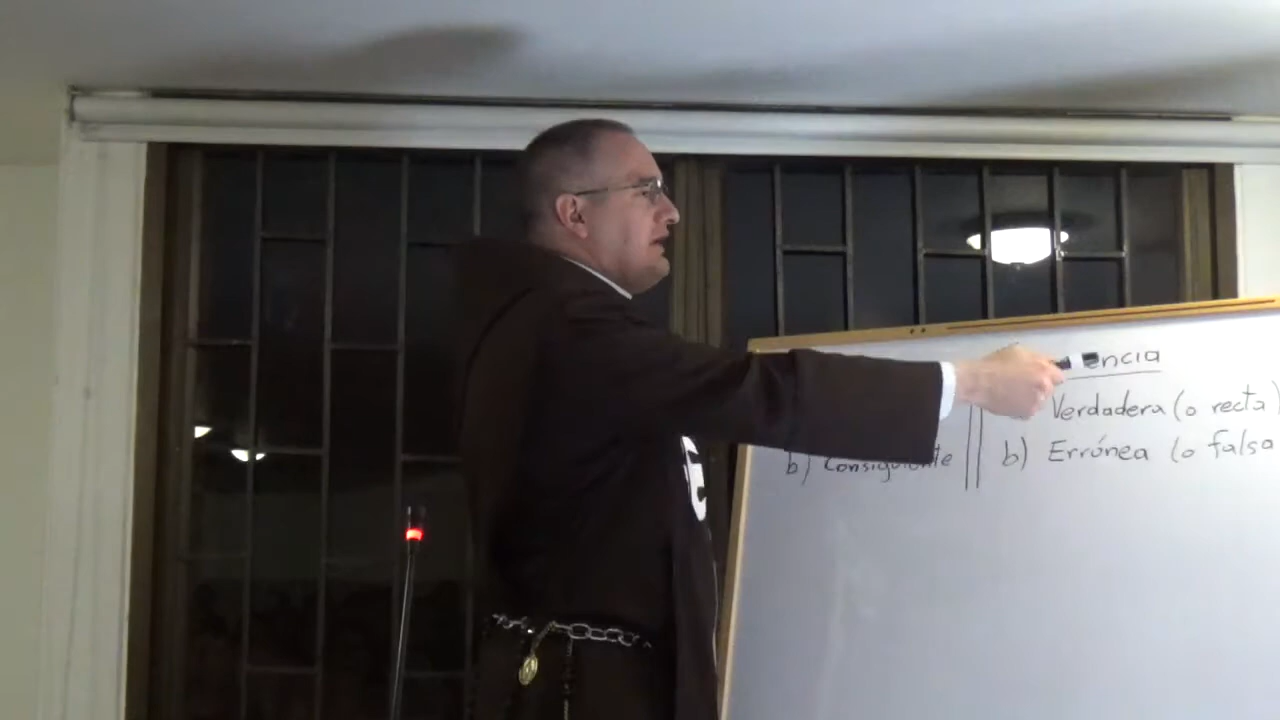 encia
Verdadera (o recta)
b) Consiguiente
b) Errónea (o falsa